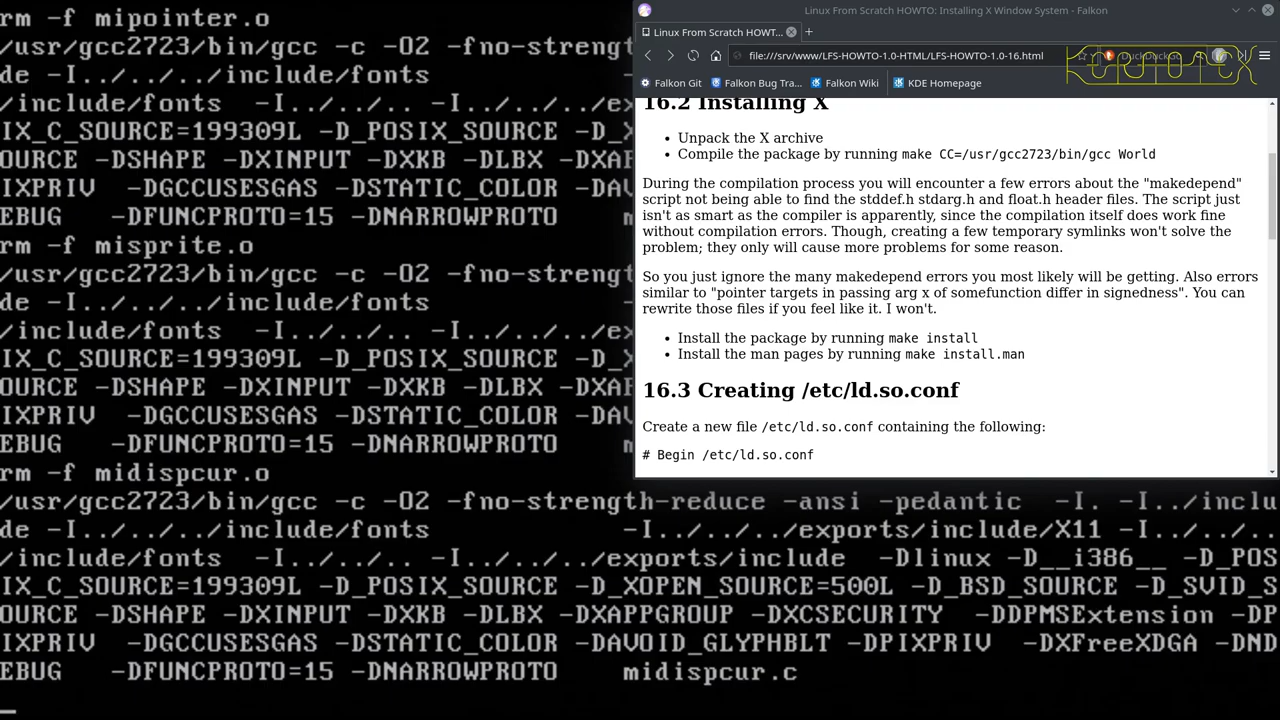 rm -f mipointer.o
/usr/gcc2723/bin/gcc -c -O2 -fno-strengt
de -I../../include/fonts
/include/fonts  -I../.. -I../../ex
IX_C_SOURCE=199309L -D_POSIX_SOURCE -D_X
OURCE -DSHAPE -DXINPUT -DXKB -DLBX -DXA
IXPRIV  -DGCCUSESGAS -DSTATIC_COLOR -DAV
EBUG  -DFUNCPROTO=15 -DNARROWPROTO
rm -f misprite.o
/usr/gcc2723/bin/gcc -c -O2 -fno-strengt
de -I../../include/fonts
/include/fonts  -I../.. -I../../ex
IX_C_SOURCE=199309L -D_POSIX_SOURCE -D_X
OURCE -DSHAPE -DXINPUT -DXKB -DLBX -DXA
IXPRIV  -DGCCUSESGAS -DSTATIC_COLOR -DAV
EBUG  -DFUNCPROTO=15 -DNARROWPROTO
rm -f midispcur.o
/usr/gcc2723/bin/gcc -c -O2 -fno-strength-reduce -ansi -pedantic  -I. -I../inclu
de -I../../include/fonts            -I../../exports/include/X11 -I../..
/include/fonts  -I../.. -I../../exports/include  -Dlinux -D__i386__ -D_POS
IX_C_SOURCE=199309L -D_POSIX_SOURCE -D_XOPEN_SOURCE=500L -D_BSD_SOURCE -D_SVID_S
OURCE -DSHAPE -DXINPUT -DXKB -DLBX -DXAPPGROUP -DXCSECURITY  -DDPMSExtension -DP
IXPRIV  -DGCCUSESGAS -DSTATIC_COLOR -DAVOID_GLYPHBLT -DPIXPRIV  -DXFreeXDGA -DND
EBUG  -DFUNCPROTO=15 -DNARROWPROTO    midispcur.c
Linux From Scratch HOWTO: Installing X Window System - Falkon
Linux From Scratch HOWT...
file:///srv/www/LFS-HOWTO-1.0-HTML/LFS-HOWTO-1.0-16.html
Falkon Git Falkon Bug Tra... Falkon Wiki KDE Homepage
16.2 Installing X
• Unpack the X archive
• Compile the package by running make CC=/usr/gcc2723/bin/gcc World
During the compilation process you will encounter a few errors about the "makedepend"
script not being able to find the stddef.h stdarg.h and float.h header files. The script just
isn't as smart as the compiler is apparently, since the compilation itself does work fine
without compilation errors. Though, creating a few temporary symlinks won't solve the
problem; they only will cause more problems for some reason.
So you just ignore the many makedepend errors you most likely will be getting. Also errors
similar to "pointer targets in passing arg x of somefunction differ in signedness". You can
rewrite those files if you feel like it. I won't.
• Install the package by running make install
• Install the man pages by running make install.man
16.3 Creating /etc/ld.so.conf
Create a new file /etc/ld.so.conf containing the following:
# Begin /etc/ld.so.conf